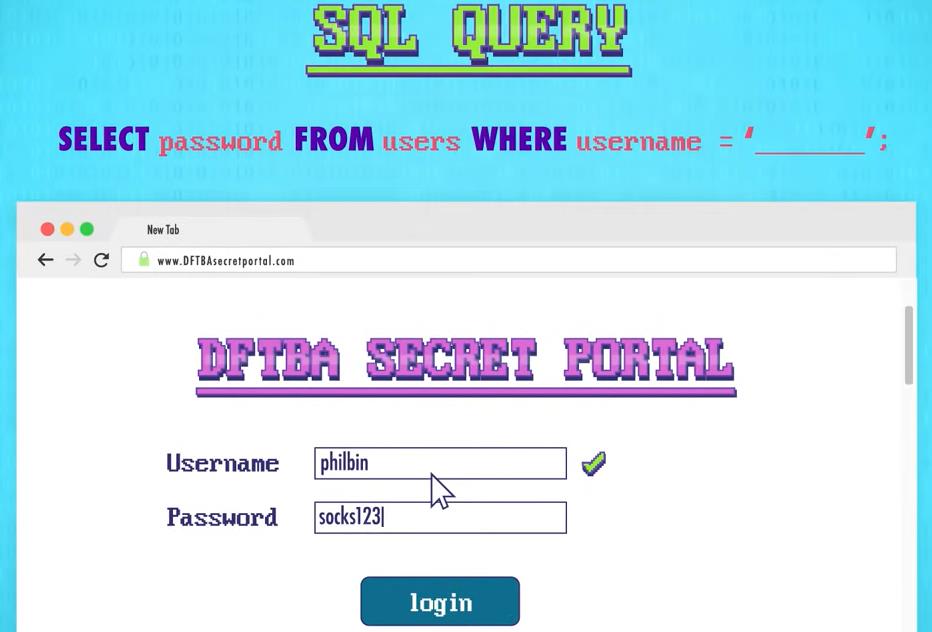 SQL QUERY
SELECT password FROM users WHERE username = '_______';
New Tab
www.DFTBAsecretportal.com
DFTBA SECRET PORTAL
Username philbin
Password socks123
login